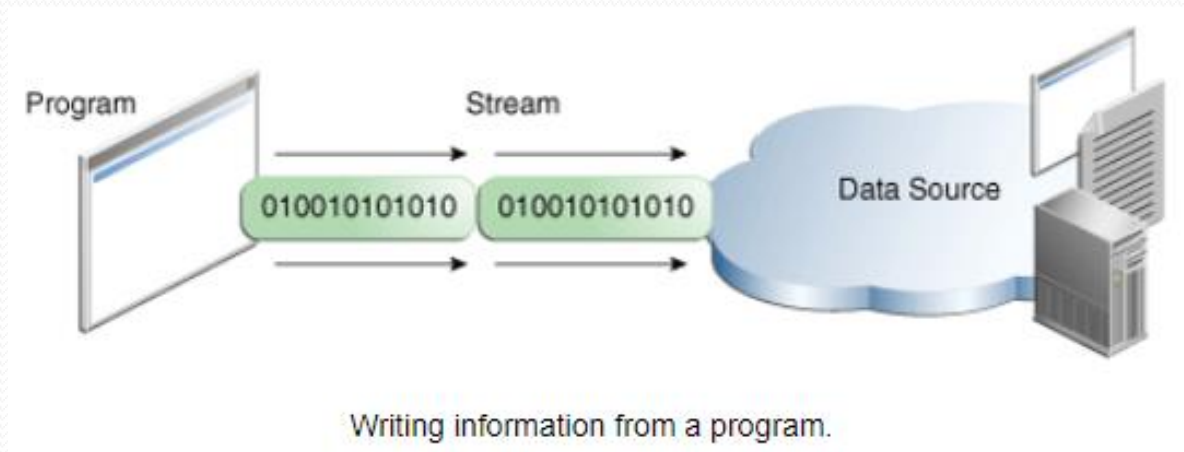 Program
Stream
010010101010 010010101010
Data Source
Writing information from a program.